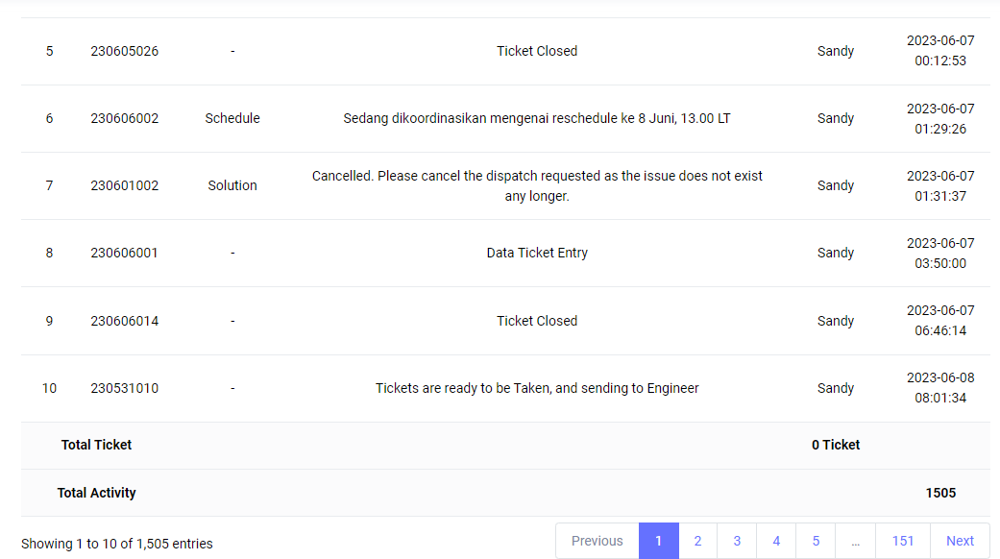 5 230605026 - Ticket Closed Sandy 2023-06-07
00:12:53
6 230606002 Schedule Sedang dikoordinasikan mengenai reschedule ke 8 Juni, 13.00 LT Sandy 2023-06-07
01:29:26
7 230601002 Solution Cancelled. Please cancel the dispatch requested as the issue does not exist
any longer. Sandy 2023-06-07
01:31:37
8 230606001 - Data Ticket Entry Sandy 2023-06-07
03:50:00
9 230606014 - Ticket Closed Sandy 2023-06-07
06:46:14
10 230531010 - Tickets are ready to be Taken, and sending to Engineer Sandy 2023-06-08
08:01:34
Total Ticket 0 Ticket
Total Activity 1505
Showing 1 to 10 of 1,505 entries Previous 1 2 3 4 5 ... 151 Next